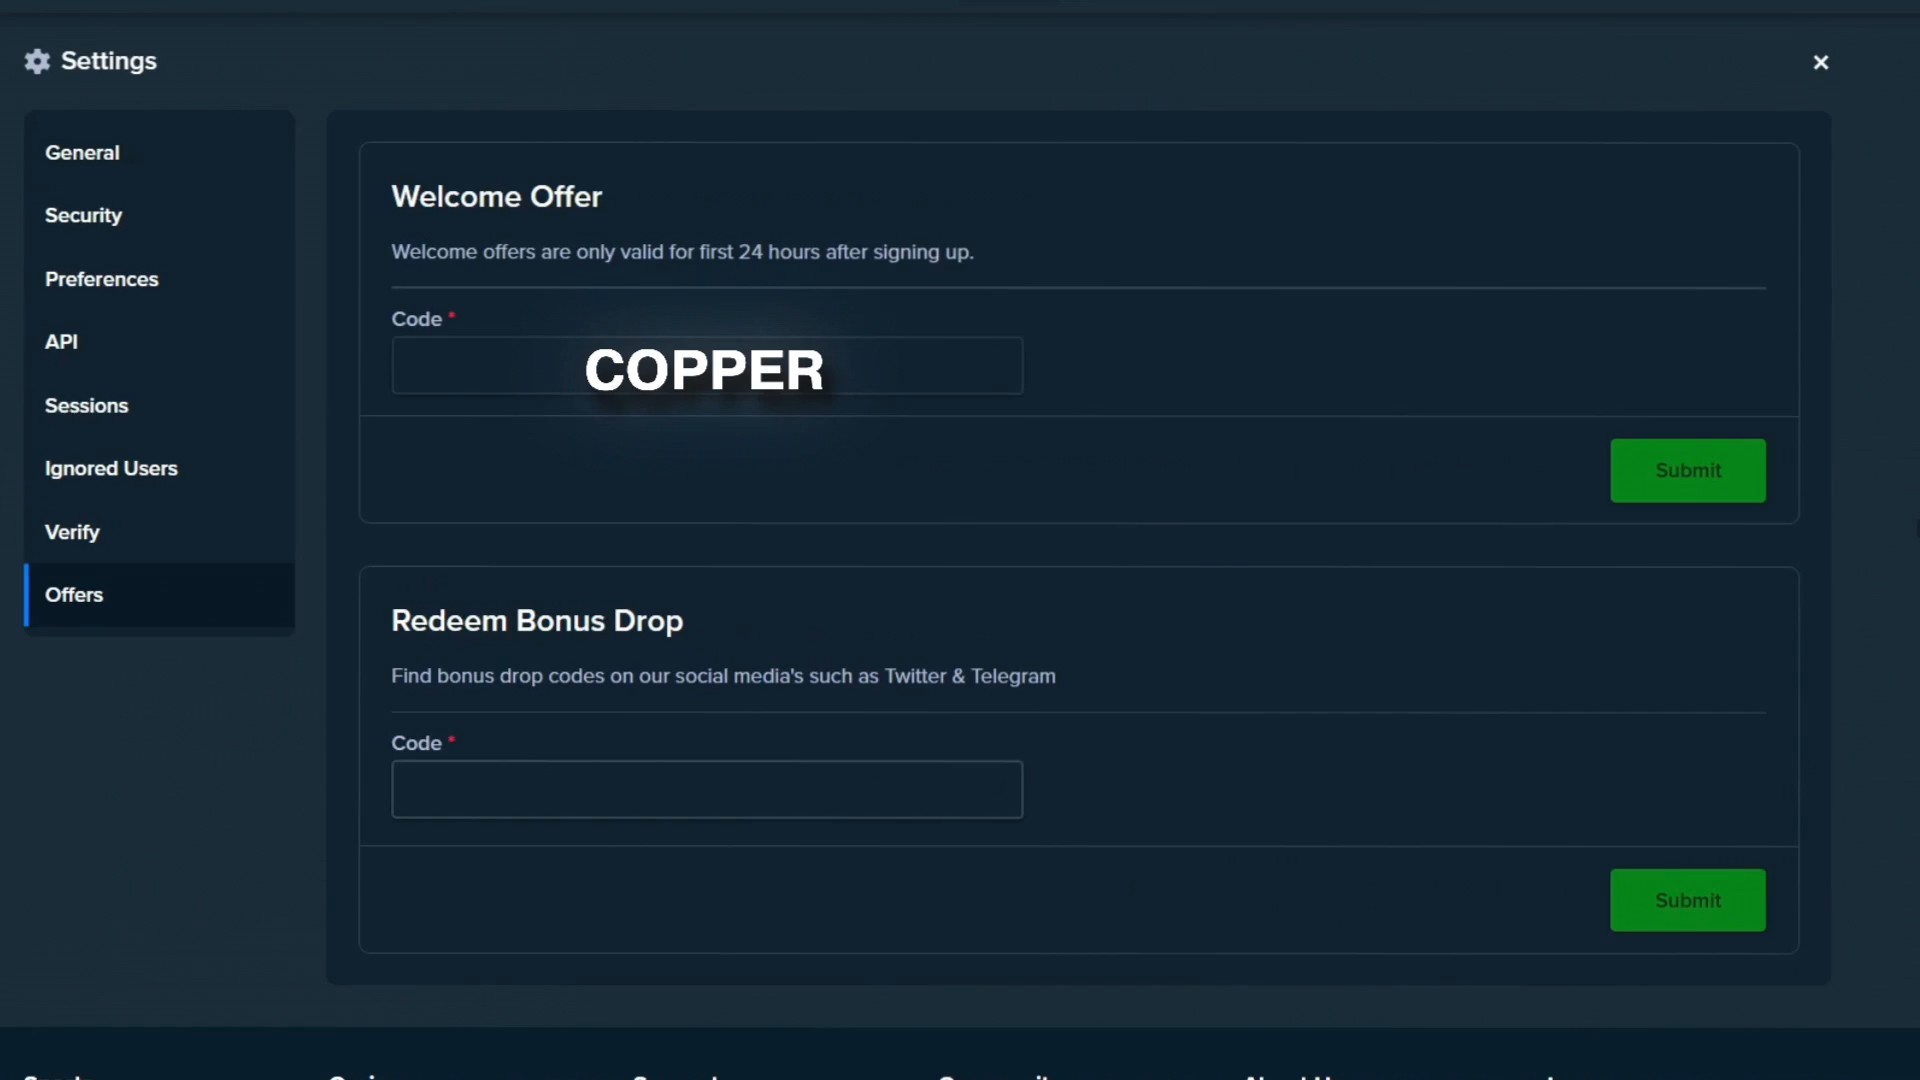 Settings
General
Security
Preferences
API
Sessions
Ignored Users
Verify
Offers
Welcome Offer
Welcome offers are only valid for first 24 hours after signing up.
Code *
COPPER
Submit
Redeem Bonus Drop
Find bonus drop codes on our social media's such as Twitter & Telegram
Code *
Submit